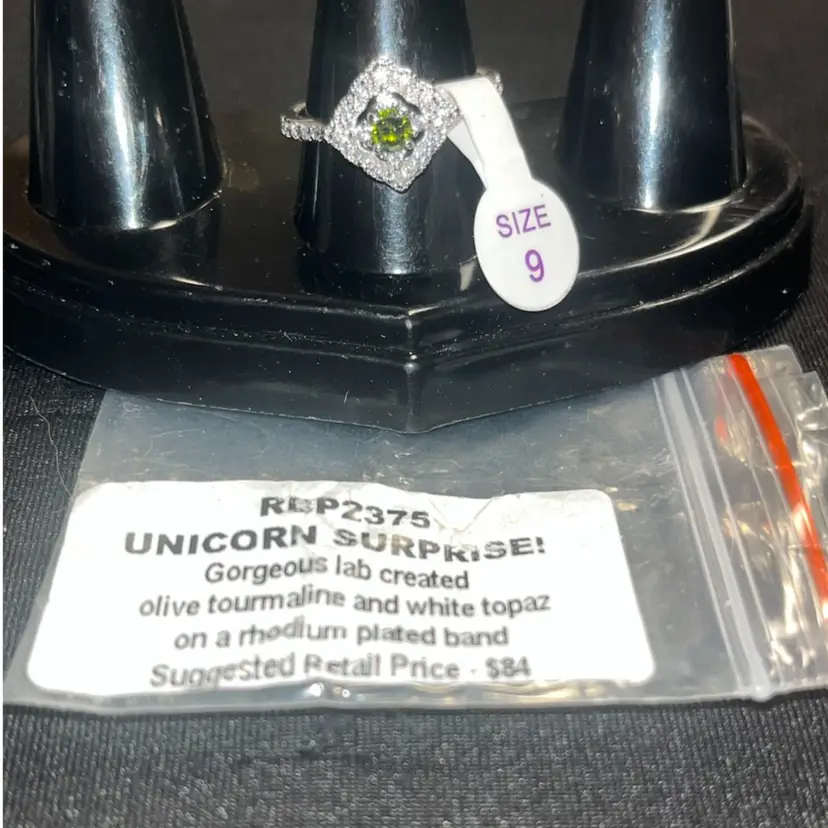 SIZE
9
RBP2375
UNICORN SURPRISE!
Gorgeous lab created
olive tourmaline and white topaz
on a rhodium plated band
Suggested Retail Price - $84